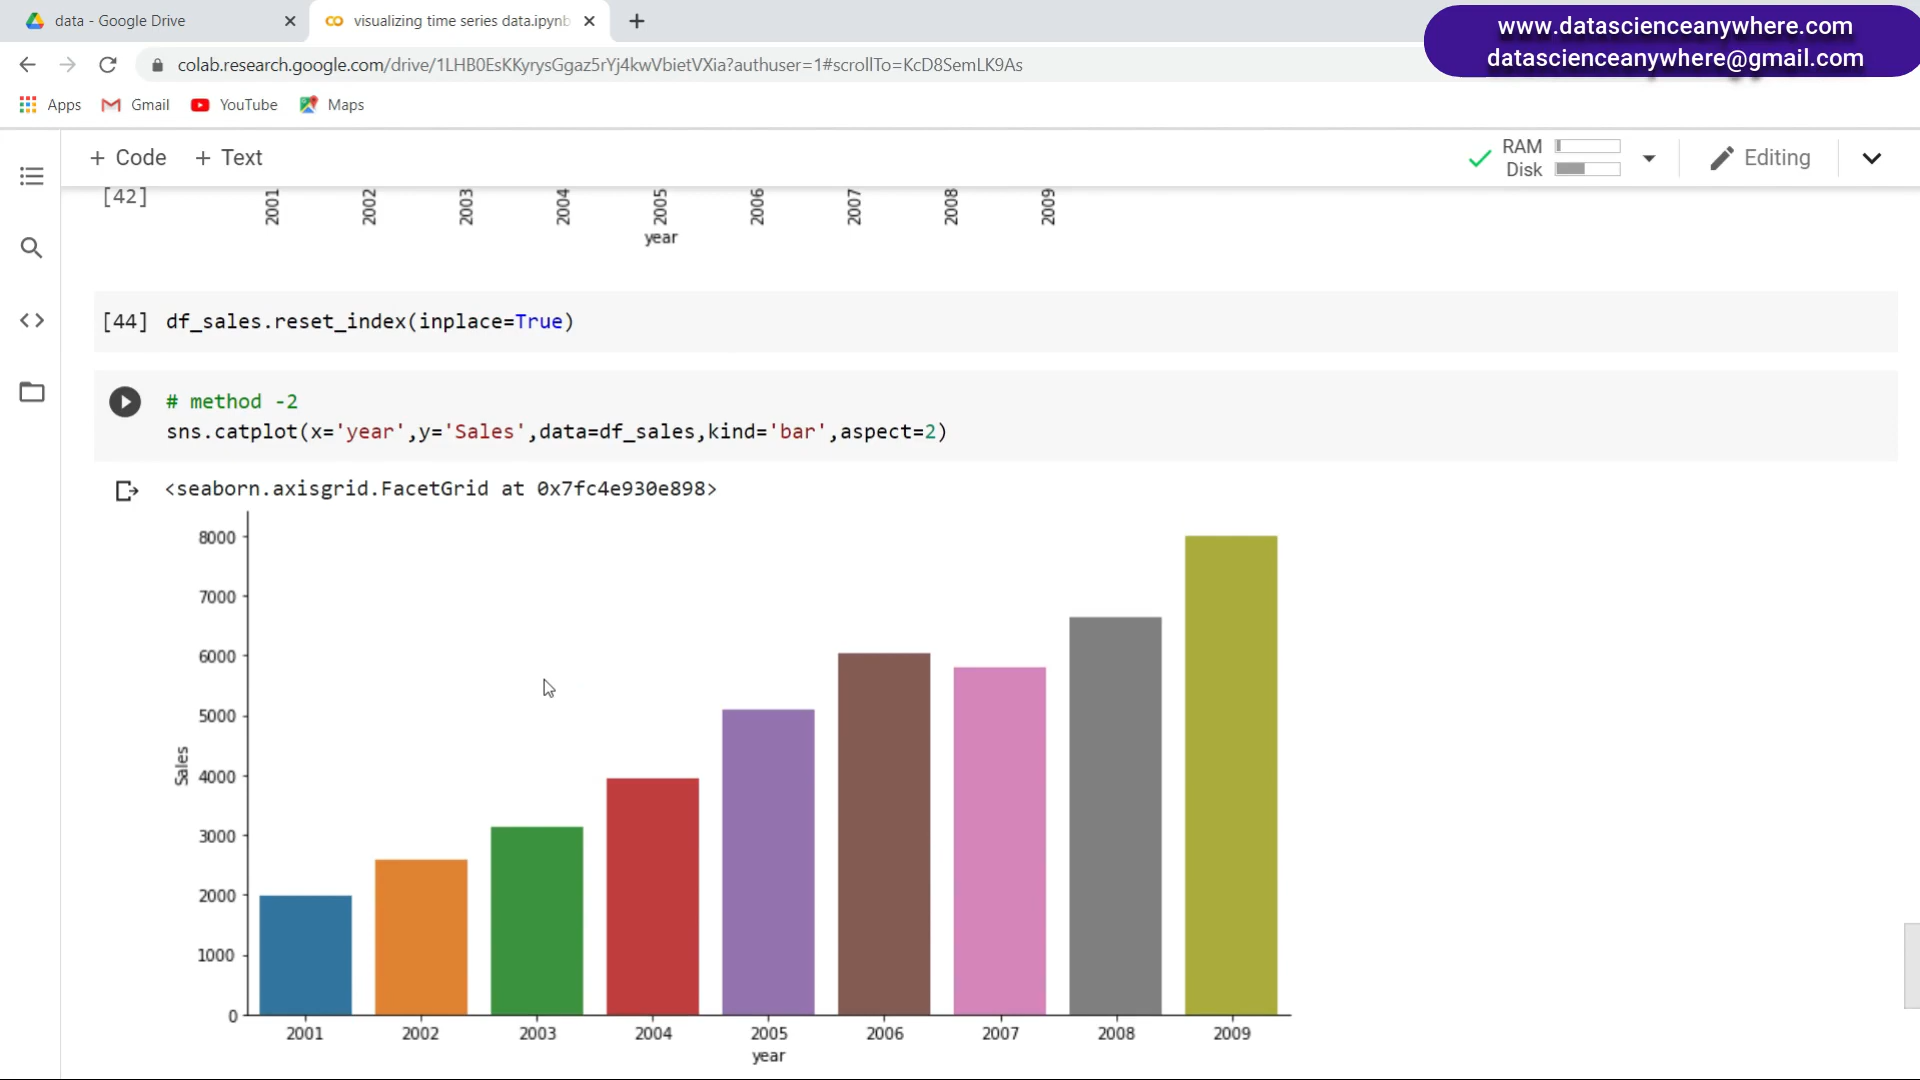 data - Google Drive
visualizing time series data.ipynb
www.datascienceanywhere.com
datascienceanywhere@gmail.com
colab.research.google.com/drive/1LHB0EsKKyrysGgaz5rYj4kwVbietVXia?authuser=1#scrollTo=KcD8SemLK9As
Apps Gmail YouTube Maps
+ Code + Text
RAM
Disk
Editing
[42]
2001 2002 2003 2004 2005 2006 2007 2008 2009
year
[44] df_sales.reset_index(inplace=True)
# method -2
sns.catplot(x='year',y='Sales',data=df_sales,kind='bar',aspect=2)
<seaborn.axisgrid.FacetGrid at 0x7fc4e930e898>
8000
7000
6000
5000
4000
3000
2000
1000
0
Sales
2001 2002 2003 2004 2005 2006 2007 2008 2009
year